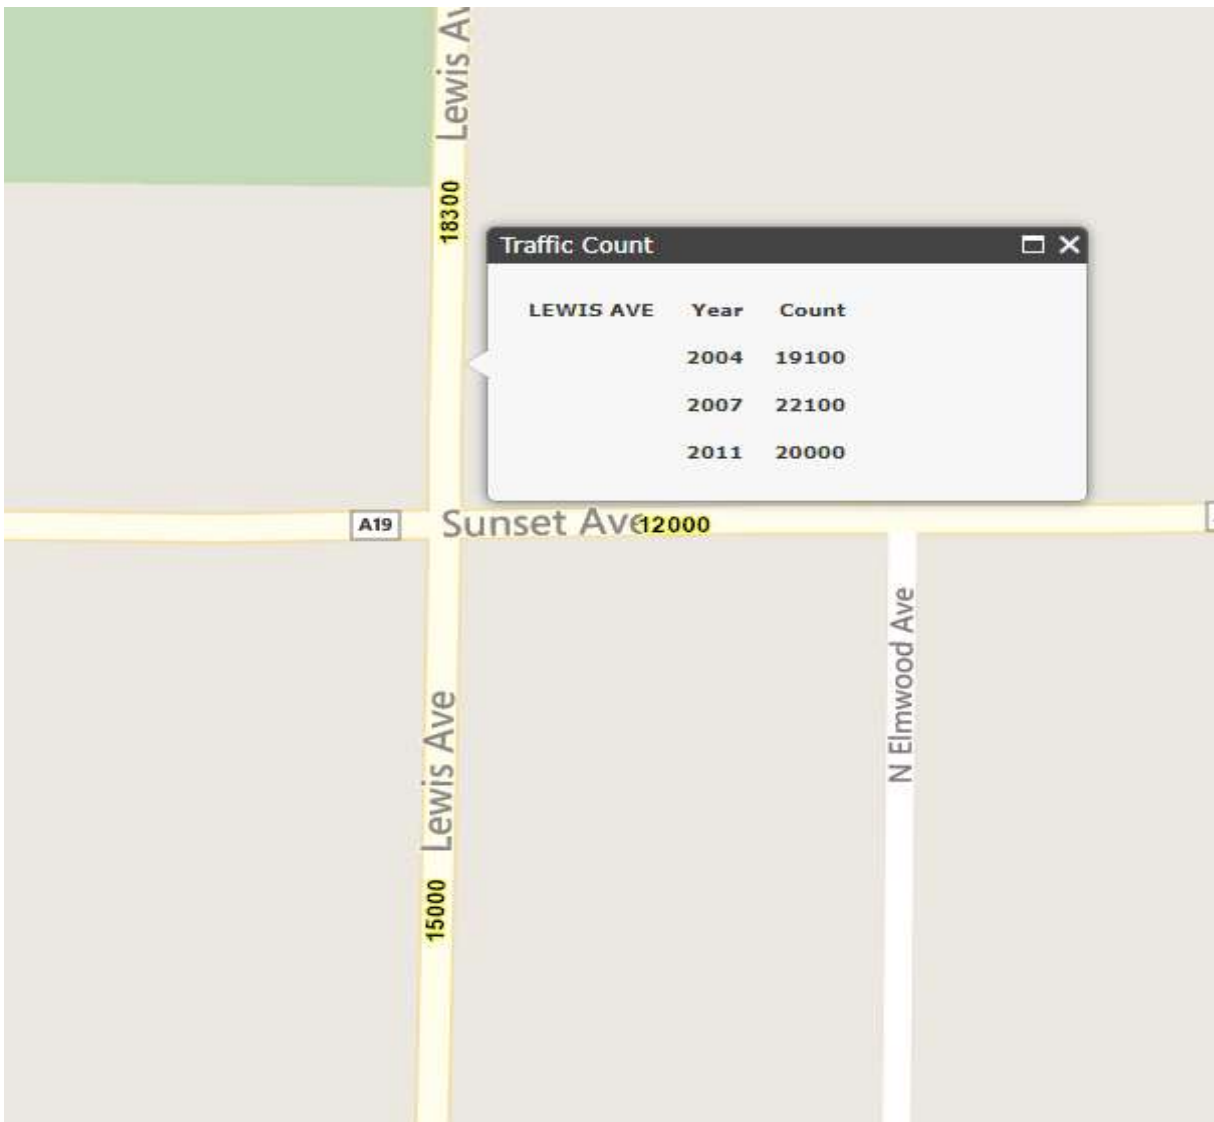 Lewis Av
18300
Traffic Count
LEWIS AVE Year Count
2004 19100
2007 22100
2011 20000
A19
Sunset Ave
12000
N Elmwood Ave
Lewis Ave
15000